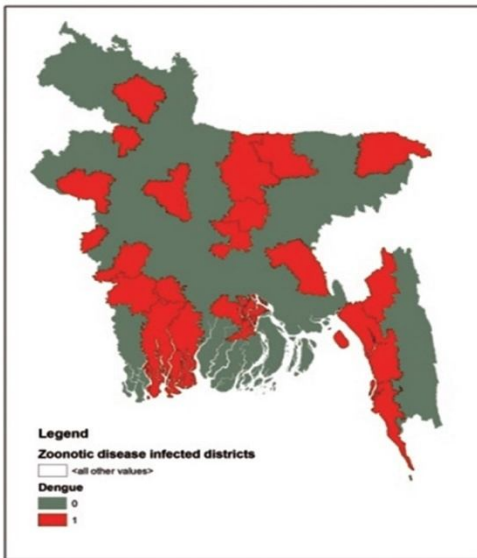 Legend
Zoonotic disease infected districts
<all other values>
Dengue
0
1